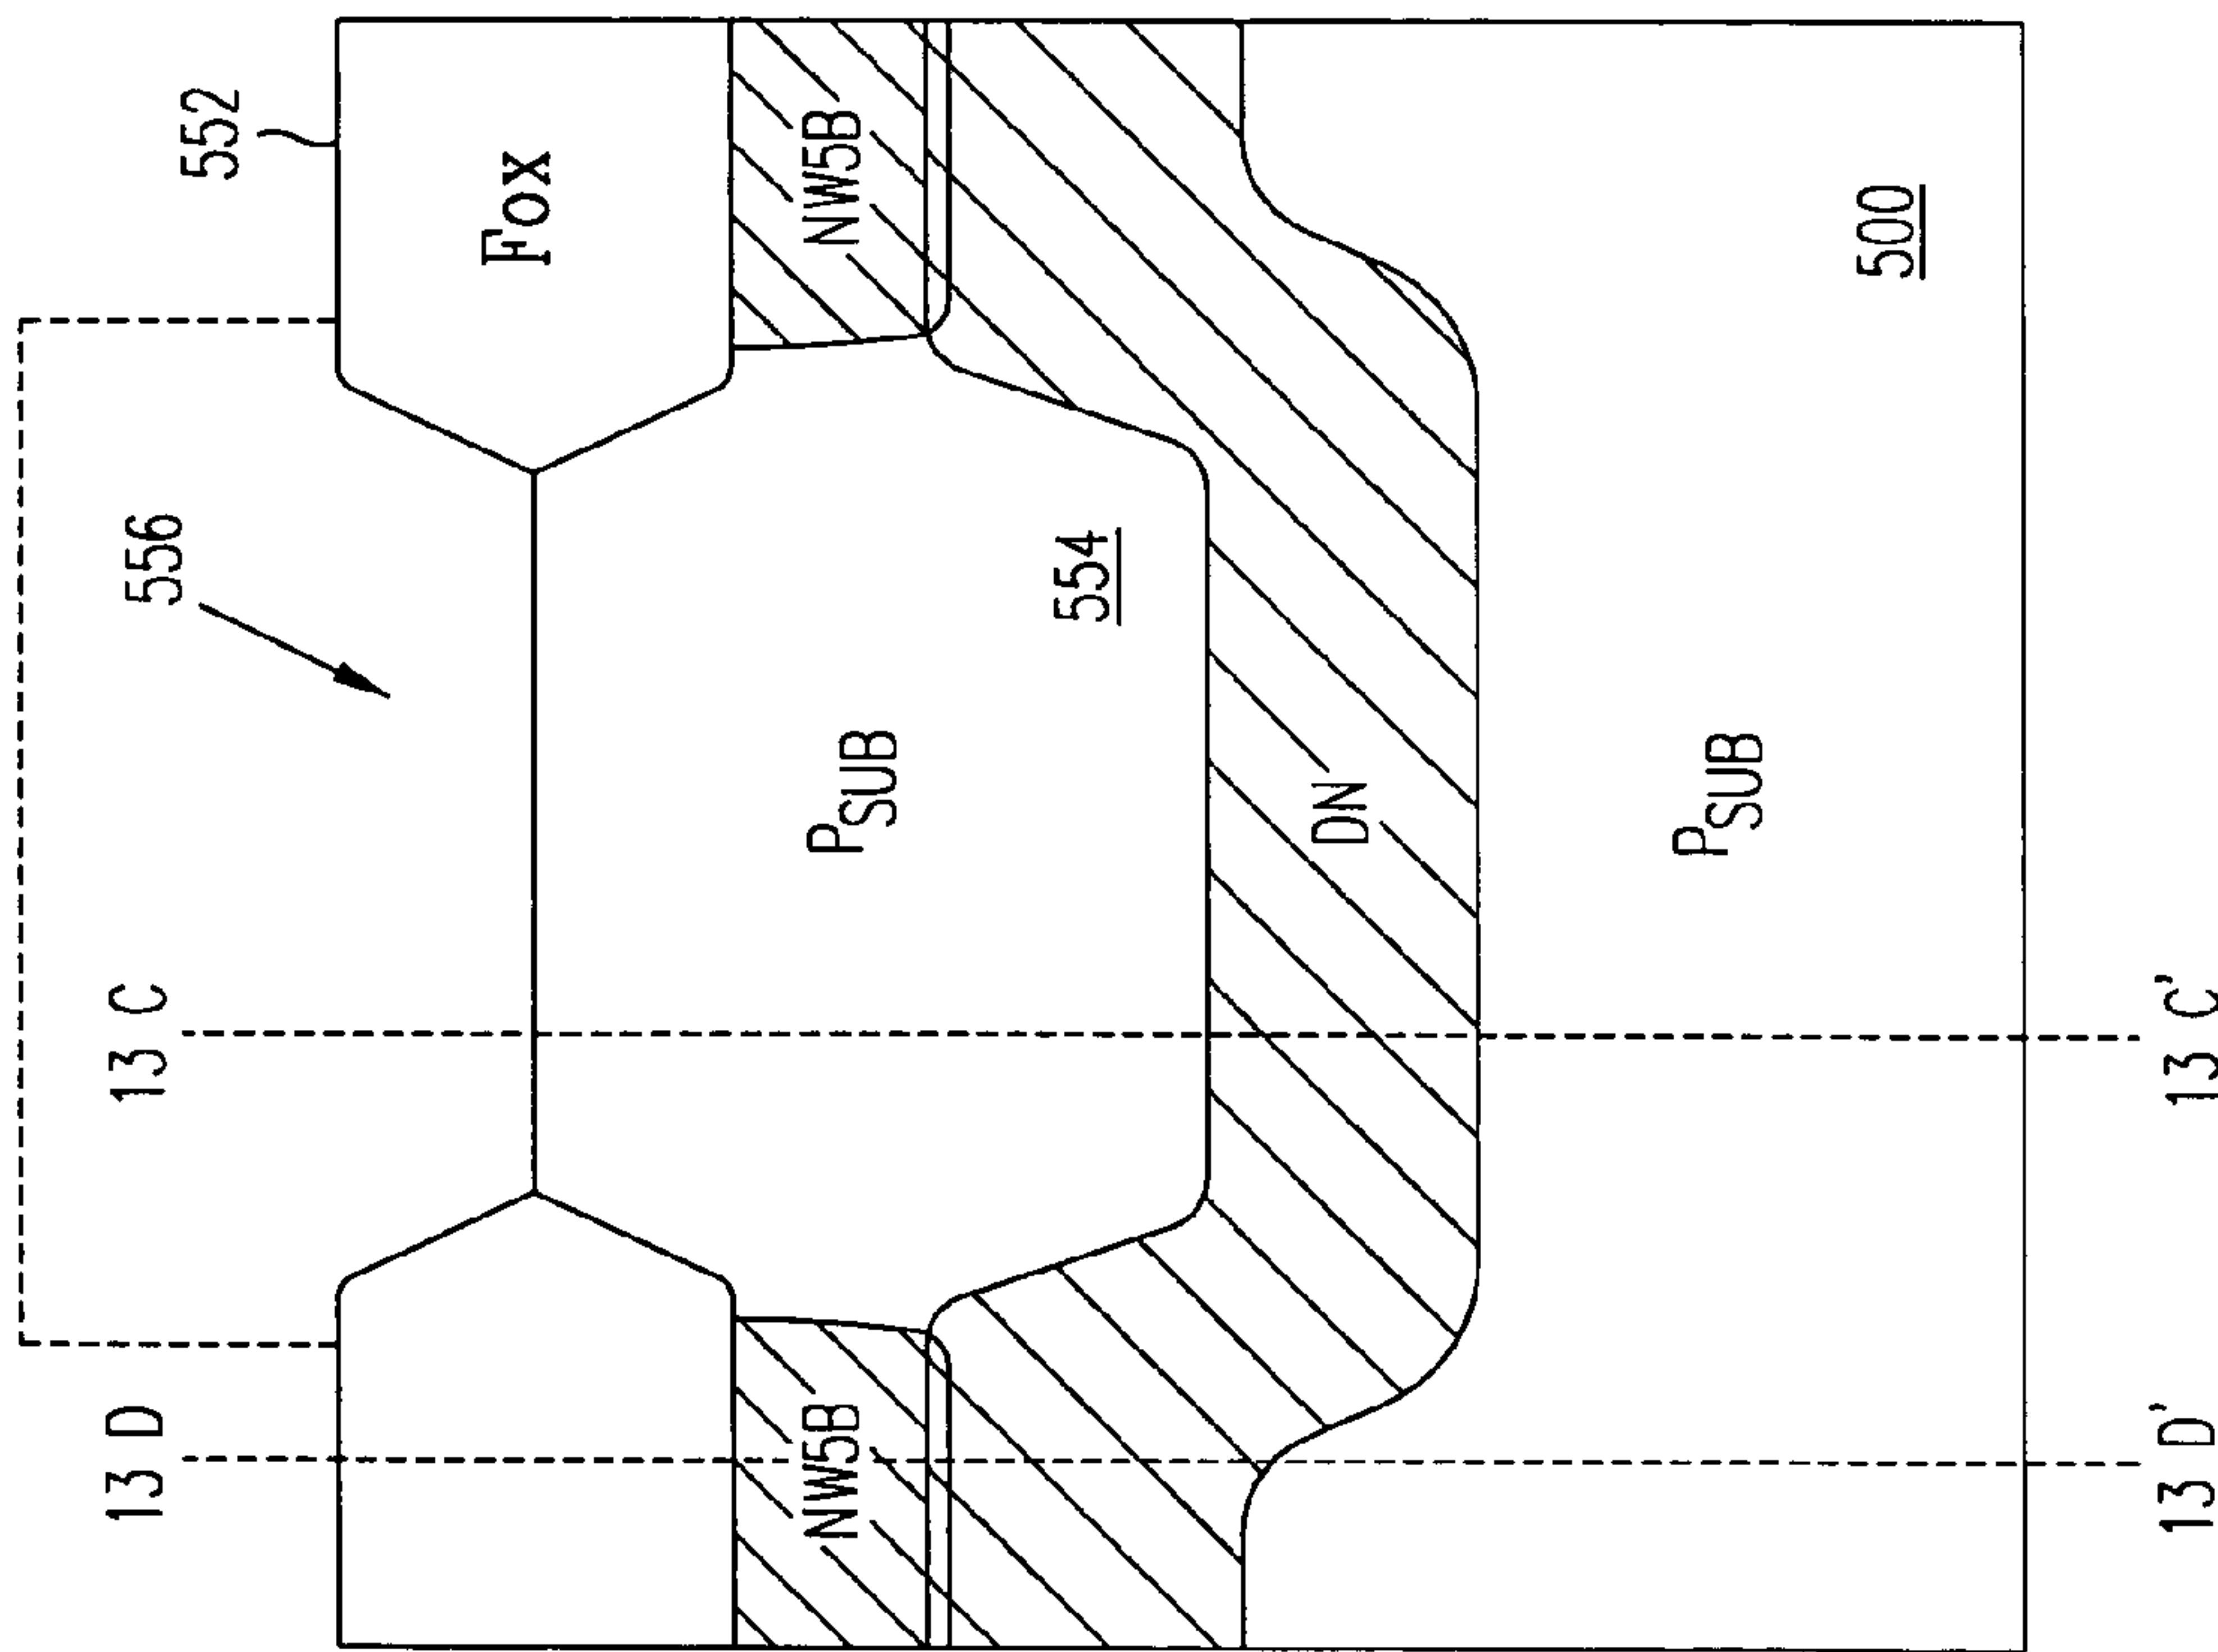 13 D
13 C
556
552
Fox
NW5B
PSUB
NW5B
554
DN
PSUB
500
13 D'
13 C'